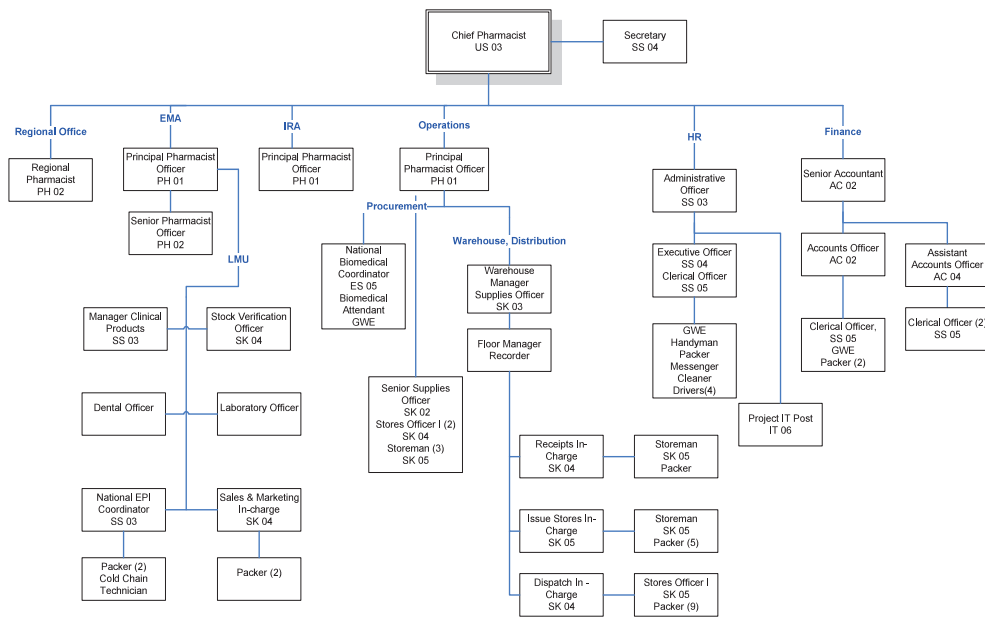 Chief Pharmacist
US 03
Secretary
SS 04
Regional Office
EMA
IRA
Operations
HR
Finance
Regional
Pharmacist
PH 02
Principal Pharmacist
Officer
PH 01
Principal Pharmacist
Officer
PH 01
Principal
Pharmacist Officer
PH 01
Administrative
Officer
SS 03
Senior Accountant
AC 02
Senior Pharmacist
Officer
PH 02
LMU
Procurement
Warehouse, Distribution
National
Biomedical
Coordinator
ES 05
Biomedical
Attendant
GWE
Warehouse
Manager
Supplies Officer
SK 03
Executive Officer
SS 04
Clerical Officer
SS 05
Accounts Officer
AC 02
Assistant
Accounts Officer
AC 04
Manager Clinical
Products
SS 03
Stock Verification
Officer
SK 04
Floor Manager
Recorder
GWE
Handyman
Packer
Messenger
Cleaner
Drivers(4)
Clerical Officer,
SS 05
GWE
Packer (2)
Clerical Officer (2)
SS 05
Dental Officer
Laboratory Officer
Senior Supplies
Officer
SK 02
Stores Officer I (2)
SK 04
Storeman (3)
SK 05
Project IT Post
IT 06
Receipts In-
Charge
SK 04
Storeman
SK 05
Packer
National EPI
Coordinator
SS 03
Sales & Marketing
In-charge
SK 04
Issue Stores In-
Charge
SK 05
Storeman
SK 05
Packer (5)
Packer (2)
Cold Chain
Technician
Packer (2)
Dispatch In -
Charge
SK 04
Stores Officer I
SK 05
Packer (9)